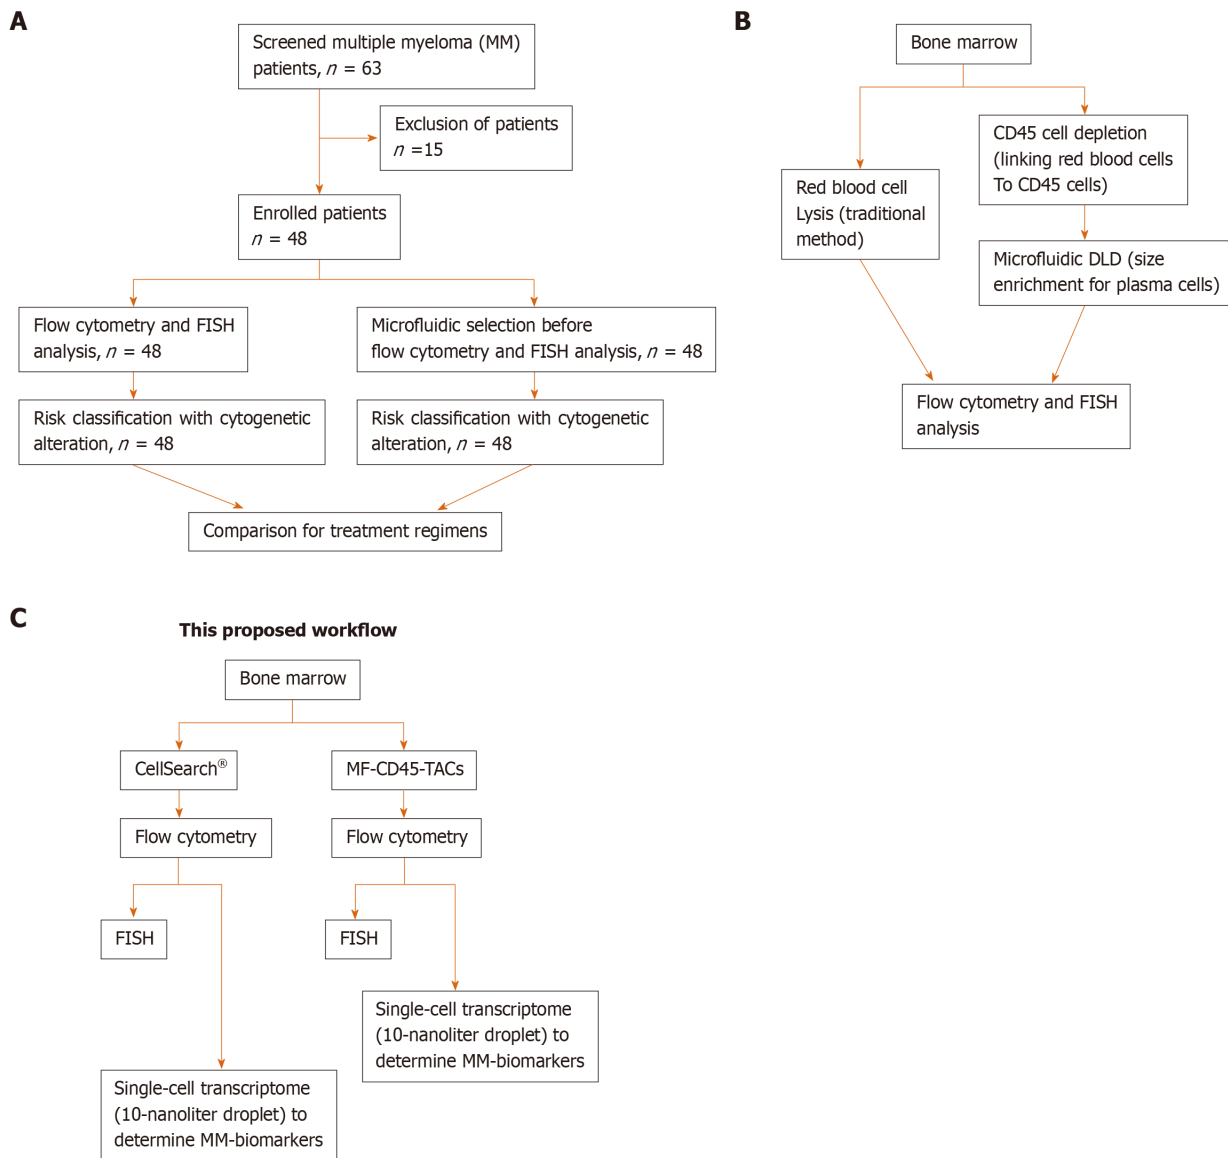 A
Screened multiple myeloma (MM)
patients, n = 63
Exclusion of patients
n =15
Enrolled patients
n = 48
Flow cytometry and FISH
analysis, n = 48
Microfluidic selection before
flow cytometry and FISH analysis, n = 48
Risk classification with cytogenetic
alteration, n = 48
Risk classification with cytogenetic
alteration, n = 48
Comparison for treatment regimens
B
Bone marrow
CD45 cell depletion
(linking red blood cells
To CD45 cells)
Red blood cell
Lysis (traditional
method)
Microfluidic DLD (size
enrichment for plasma cells)
Flow cytometry and FISH
analysis
C
This proposed workflow
Bone marrow
CellSearch®
MF-CD45-TACs
Flow cytometry
Flow cytometry
FISH
FISH
Single-cell transcriptome
(10-nanoliter droplet) to
determine MM-biomarkers
Single-cell transcriptome
(10-nanoliter droplet) to
determine MM-biomarkers